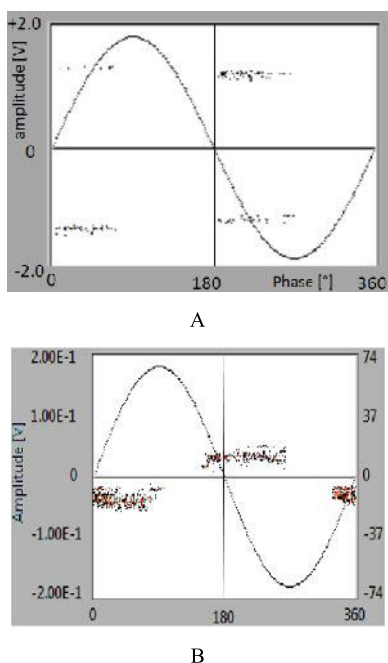 +2.0
amplitude [V]
0
-2.0
0 180 Phase [°] 360
A
2.00E-1 74
1.00E-1 37
Amplitude [V]
0 0
-1.00E-1 -37
-2.00E-1 -74
0 180 360
B